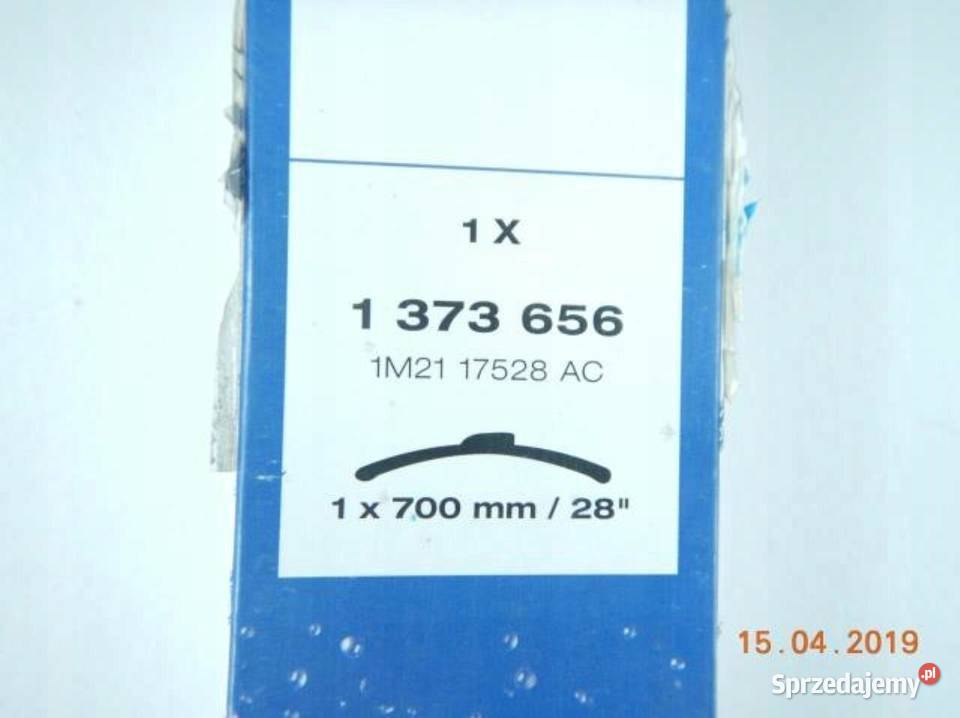 1 X
1 373 656
1M21 17528 AC
1 x 700 mm / 28"
15.04.2019
Sprzedajemy.pl